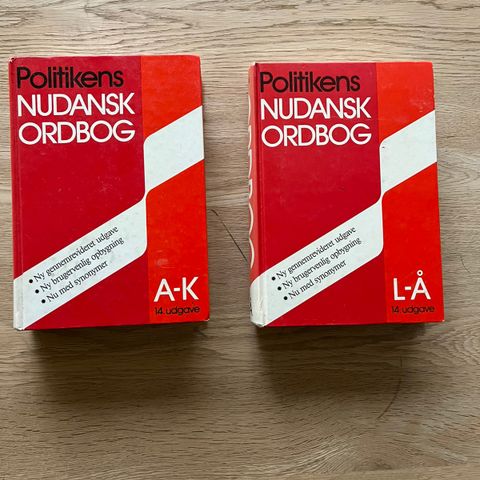 Politikens
NUDANSK
ORDBOG
• Ny gennemrevideret udgave
• Ny brugervenlig opbygning
• Nu med synonymer
A-K
14. udgave
Politikens
NUDANSK
ORDBOG
• Ny gennemrevideret udgave
• Ny brugervenlig opbygning
• Nu med synonymer
L-Å
14. udgave